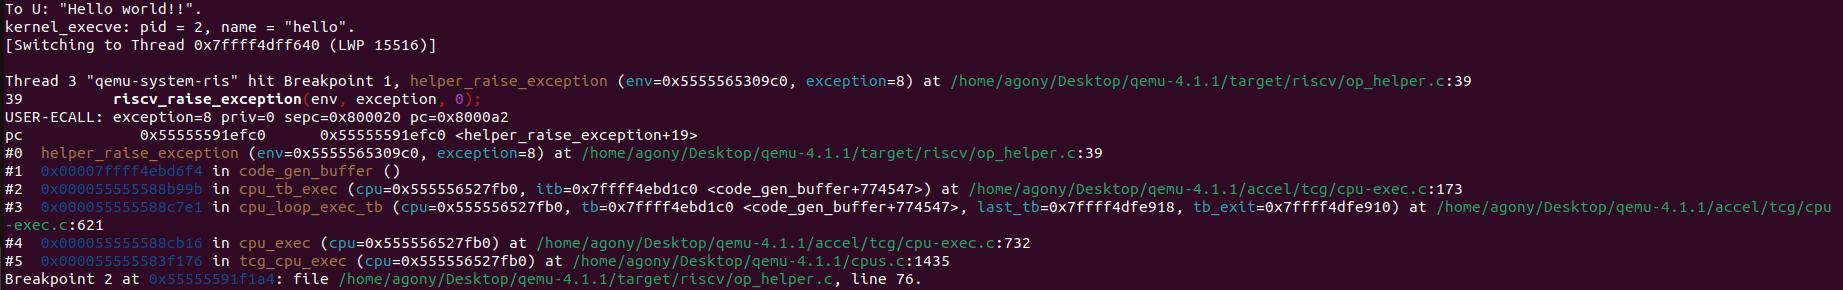 To U: "Hello world!!".
kernel_execve: pid = 2, name = "hello".
[Switching to Thread 0x7ffff4dff640 (LWP 15516)]
Thread 3 "qemu-system-ris" hit Breakpoint 1, helper_raise_exception (env=0x5555565309c0, exception=8) at /home/agony/Desktop/qemu-4.1.1/target/riscv/op_helper.c:39
39 riscv_raise_exception(env, exception, 0);
USER-ECALL: exception=8 priv=0 sepc=0x800020 pc=0x8000a2
pc 0x55555591efc0 0x55555591efc0 <helper_raise_exception+19>
#0 helper_raise_exception (env=0x5555565309c0, exception=8) at /home/agony/Desktop/qemu-4.1.1/target/riscv/op_helper.c:39
#1 0x00007ffff4ebd6f4 in code_gen_buffer ()
#2 0x000055555588b99b in cpu_tb_exec (cpu=0x555556527fb0, itb=0x7ffff4ebd1c0 <code_gen_buffer+774547>) at /home/agony/Desktop/qemu-4.1.1/accel/tcg/cpu-exec.c:173
#3 0x000055555588c7e1 in cpu_loop_exec_tb (cpu=0x555556527fb0, tb=0x7ffff4ebd1c0 <code_gen_buffer+774547>, last_tb=0x7ffff4dfe918, tb_exit=0x7ffff4dfe910) at /home/agony/Desktop/qemu-4.1.1/accel/tcg/cpu
-exec.c:621
#4 0x000055555588cb16 in cpu_exec (cpu=0x555556527fb0) at /home/agony/Desktop/qemu-4.1.1/accel/tcg/cpu-exec.c:732
#5 0x000055555583f176 in tcg_cpu_exec (cpu=0x555556527fb0) at /home/agony/Desktop/qemu-4.1.1/cpus.c:1435
Breakpoint 2 at 0x55555591f1a4: file /home/agony/Desktop/qemu-4.1.1/target/riscv/op_helper.c, line 76.